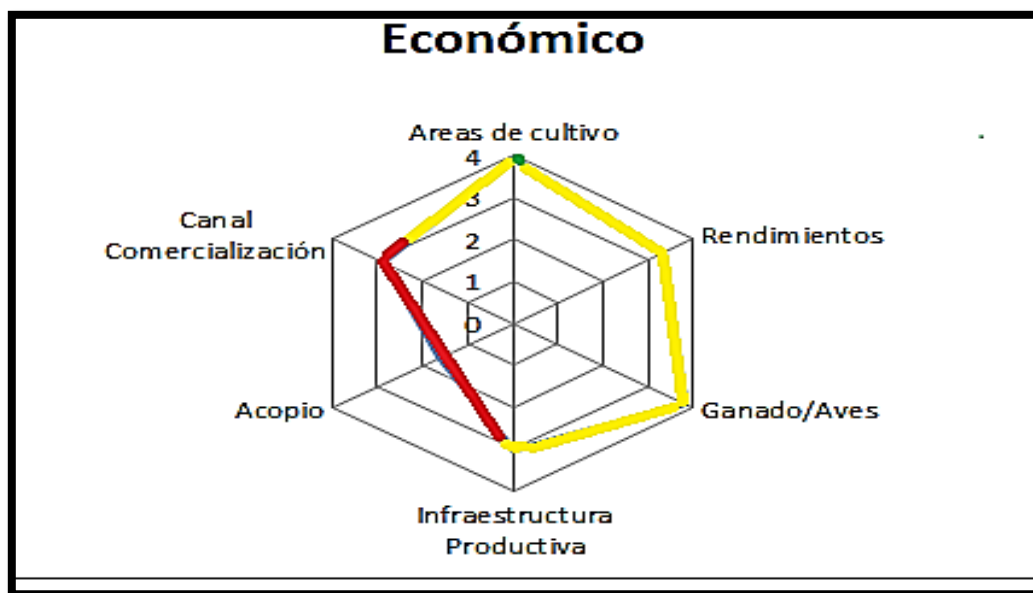 Económico
Areas de cultivo
4
3
2
1
0
Rendimientos
Ganado/Aves
Infraestructura
Productiva
Acopio
Canal
Comercialización